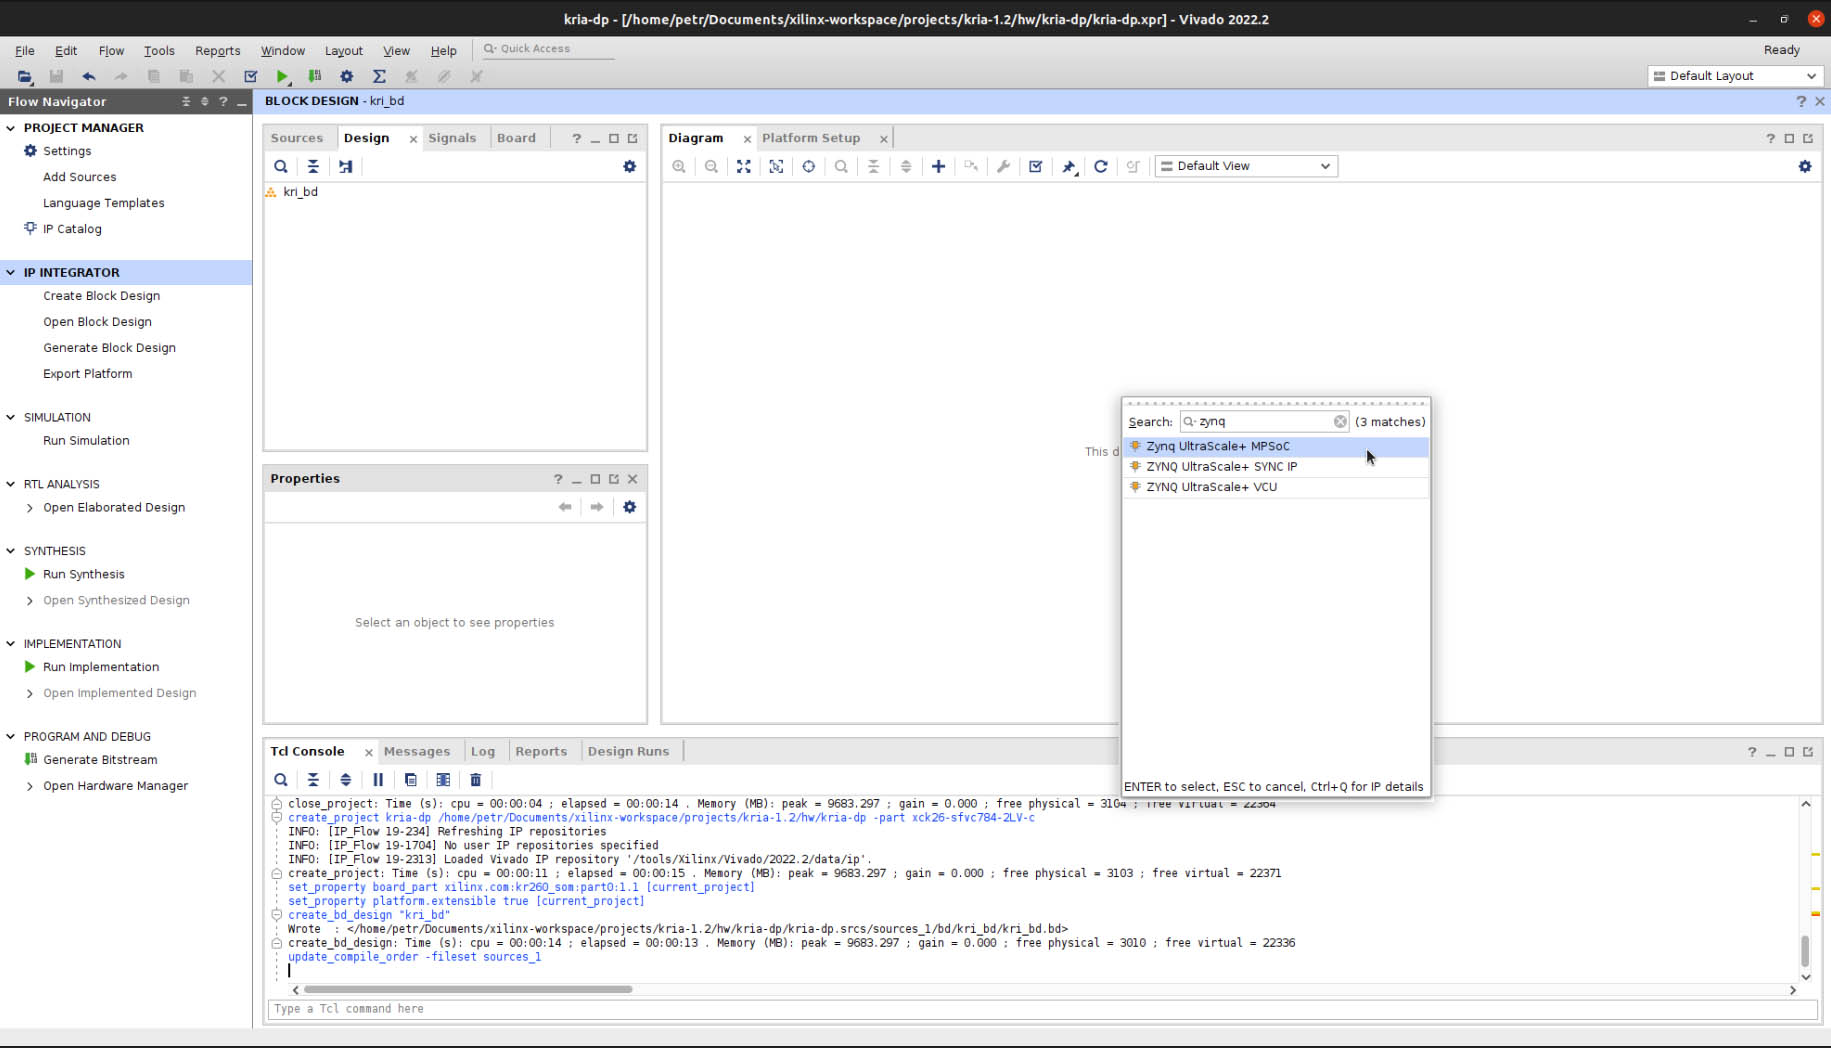 kria-dp - [/home/petr/Documents/xilinx-workspace/projects/kria-1.2/hw/kria-dp/kria-dp.xpr] - Vivado 2022.2
File Edit Flow Tools Reports Window Layout View Help Quick Access Ready
Default Layout
Flow Navigator
PROJECT MANAGER
Settings
Add Sources
Language Templates
IP Catalog
IP INTEGRATOR
Create Block Design
Open Block Design
Generate Block Design
Export Platform
SIMULATION
Run Simulation
RTL ANALYSIS
Open Elaborated Design
SYNTHESIS
Run Synthesis
Open Synthesized Design
IMPLEMENTATION
Run Implementation
Open Implemented Design
PROGRAM AND DEBUG
Generate Bitstream
Open Hardware Manager
BLOCK DESIGN - kri_bd
Sources Design Signals Board
kri_bd
Properties
Select an object to see properties
Diagram Platform Setup
Default View
This d
Search: zynq (3 matches)
Zynq UltraScale+ MPSoC
ZYNQ UltraScale+ SYNC IP
ZYNQ UltraScale+ VCU
ENTER to select, ESC to cancel, Ctrl+Q for IP details
Tcl Console Messages Log Reports Design Runs
close_project: Time (s): cpu = 00:00:04 ; elapsed = 00:00:14 . Memory (MB): peak = 9683.297 ; gain = 0.000 ; free physical = 3104 ; free virtual = 22364
create_project kria-dp /home/petr/Documents/xilinx-workspace/projects/kria-1.2/hw/kria-dp -part xck26-sfvc784-2LV-c
INFO: [IP_Flow 19-234] Refreshing IP repositories
INFO: [IP_Flow 19-1704] No user IP repositories specified
INFO: [IP_Flow 19-2313] Loaded Vivado IP repository '/tools/Xilinx/Vivado/2022.2/data/ip'.
create_project: Time (s): cpu = 00:00:11 ; elapsed = 00:00:15 . Memory (MB): peak = 9683.297 ; gain = 0.000 ; free physical = 3103 ; free virtual = 22371
set_property board_part xilinx.com:kr260_som:part0:1.1 [current_project]
set_property platform.extensible true [current_project]
create_bd_design "kri_bd"
Wrote : </home/petr/Documents/xilinx-workspace/projects/kria-1.2/hw/kria-dp/kria-dp.srcs/sources_1/bd/kri_bd/kri_bd.bd>
create_bd_design: Time (s): cpu = 00:00:14 ; elapsed = 00:00:13 . Memory (MB): peak = 9683.297 ; gain = 0.000 ; free physical = 3010 ; free virtual = 22336
update_compile_order -fileset sources_1
Type a Tcl command here